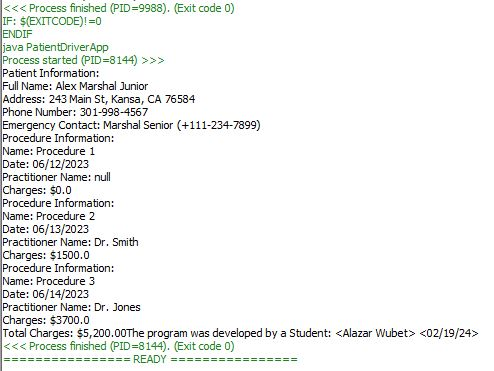 <<< Process finished (PID=9988). (Exit code 0)
IF: $(EXITCODE)!=0
ENDIF
java PatientDriverApp
Process started (PID=8144) >>>
Patient Information:
Full Name: Alex Marshal Junior
Address: 243 Main St, Kansa, CA 76584
Phone Number: 301-998-4567
Emergency Contact: Marshal Senior (+111-234-7899)
Procedure Information:
Name: Procedure 1
Date: 06/12/2023
Practitioner Name: null
Charges: $0.0
Procedure Information:
Name: Procedure 2
Date: 06/13/2023
Practitioner Name: Dr. Smith
Charges: $1500.0
Procedure Information:
Name: Procedure 3
Date: 06/14/2023
Practitioner Name: Dr. Jones
Charges: $3700.0
Total Charges: $5,200.00The program was developed by a Student: <Alazar Wubet> <02/19/24>
<<< Process finished (PID=8144). (Exit code 0)
================ READY ================